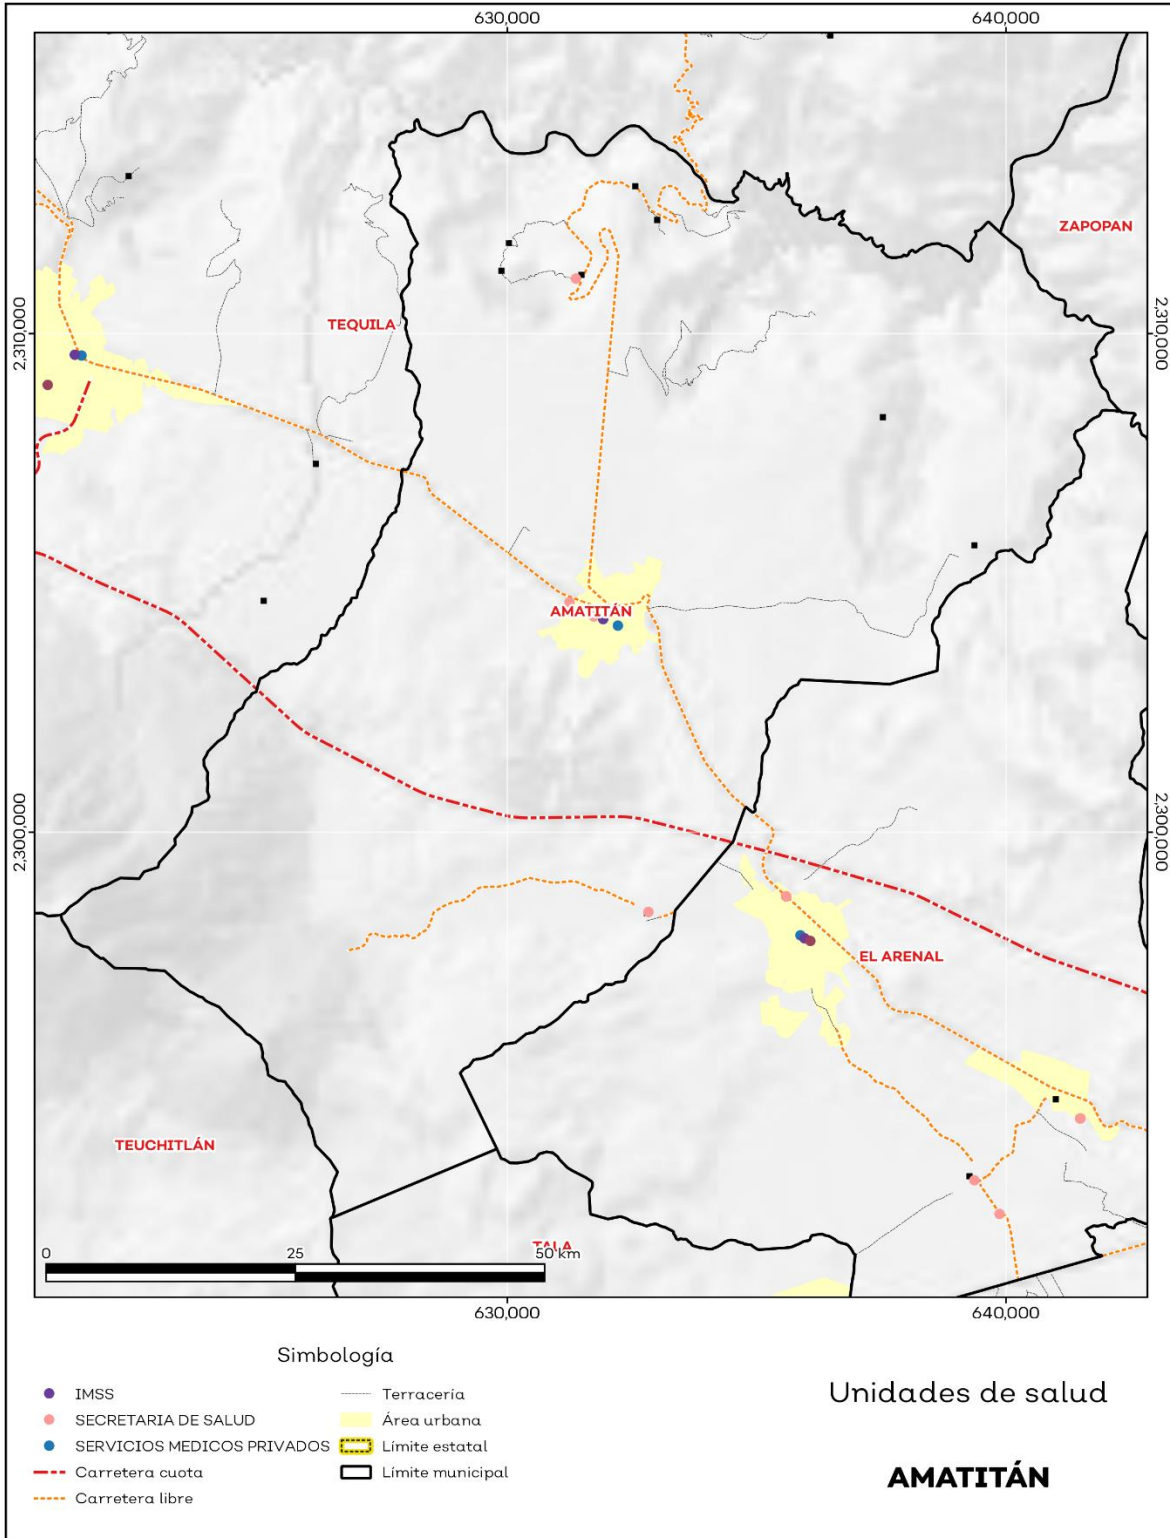 630,000
640,000
ZAPOPAN
TEQUILA
2,310,000
2,310,000
AMATITÁN
2,300,000
2,300,000
EL ARENAL
TEUCHITLÁN
TALA
0
25
50 km
630,000
640,000
Simbología
IMSS
SECRETARIA DE SALUD
SERVICIOS MEDICOS PRIVADOS
Carretera cuota
Carretera libre
Terracería
Área urbana
Límite estatal
Límite municipal
Unidades de salud
AMATITÁN